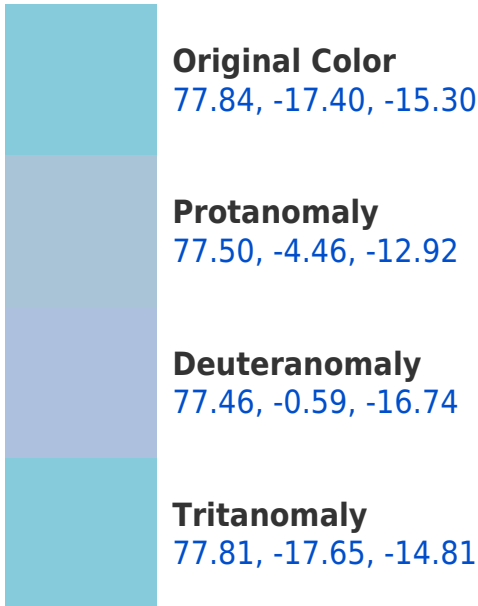 Original Color
77.84, -17.40, -15.30
Protanomaly
77.50, -4.46, -12.92
Deuteranomaly
77.46, -0.59, -16.74
Tritanomaly
77.81, -17.65, -14.81